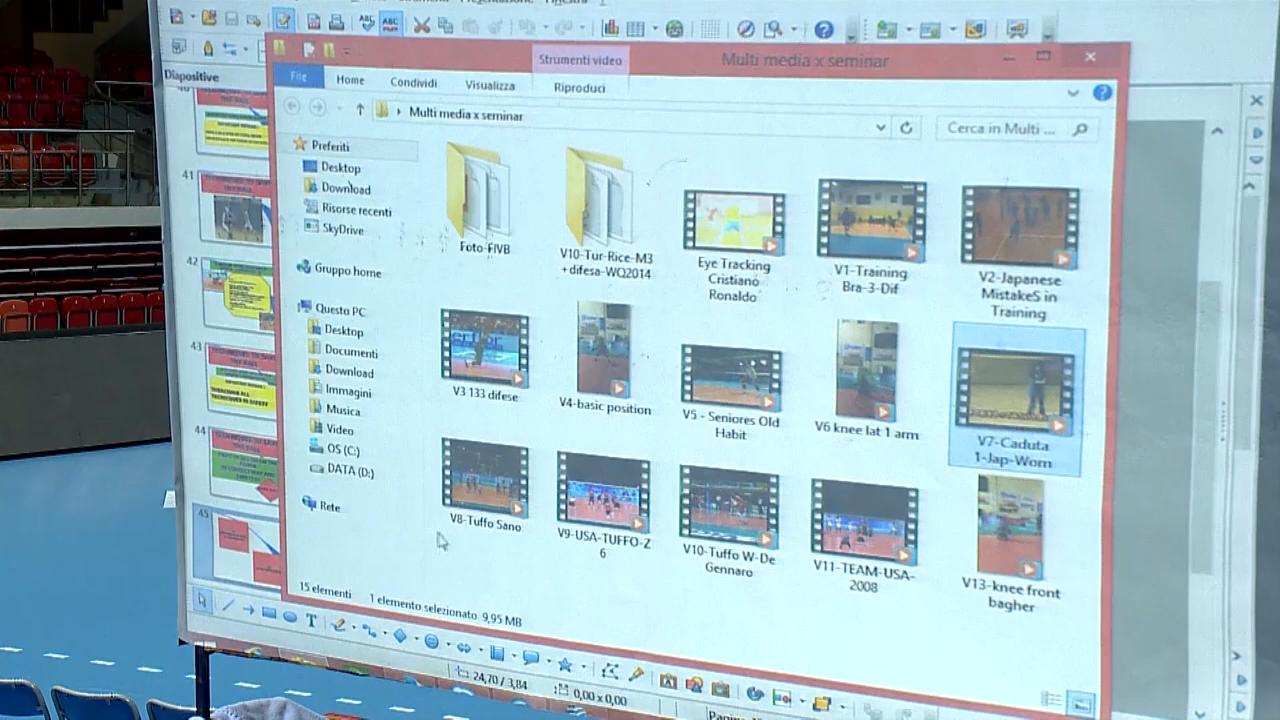 Diapositive
41
42
43
44
45
Strumenti video
Multi media x seminar
File
Home
Condividi
Visualizza
Riproduci
Multi media x seminar
Cerca in Multi ...
Preferiti
Desktop
Download
Risorse recenti
SkyDrive
Gruppo home
Questo PC
Desktop
Documenti
Download
Immagini
Musica
Video
OS (C:)
DATA (D:)
Rete
Foto-FIVB
V10-Tur-Rice-M3
+difesa-WQ2014
Eye Tracking
Cristiano
Ronaldo
V1-Training
Bra-3-Dif
V2-Japanese
MistakeS in
Training
V3 133 difese
V4-basic position
V5 - Seniores Old
Habit
V6 knee lat 1 arm
V7-Caduta
1-Jap-Wom
V8-Tuffo Sano
V9-USA-TUFFO-Z
6
V10-Tuffo W-De
Gennaro
V11-TEAM-USA-
2008
V13-knee front
bagher
15 elementi
1 elemento selezionato 9,95 MB
24,70 / 3,84
0,00 x 0,00